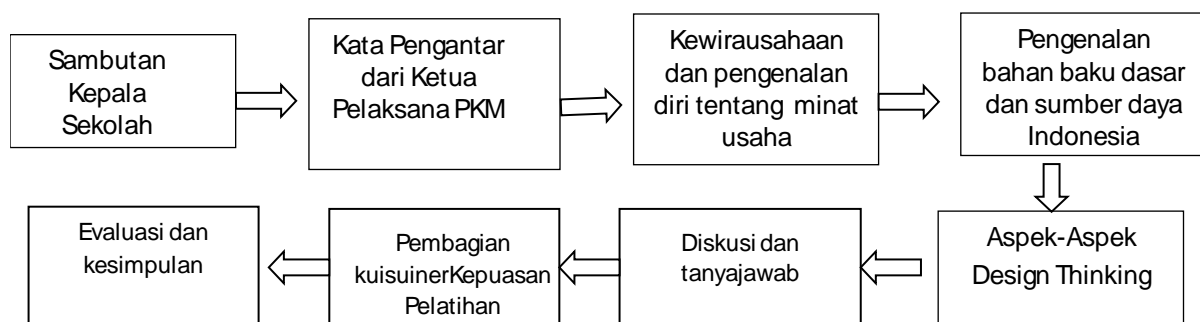 Sambutan
Kepala
Sekolah
Kata Pengantar
dari Ketua
Pelaksana PKM
Kewirausahaan
dan pengenalan
diri tentang minat
usaha
Pengenalan
bahan baku dasar
dan sumber daya
Indonesia
Aspek-Aspek
Design Thinking
Diskusi dan
tanyajawab
Pembagian
kuisuinerKepuasan
Pelatihan
Evaluasi dan
kesimpulan